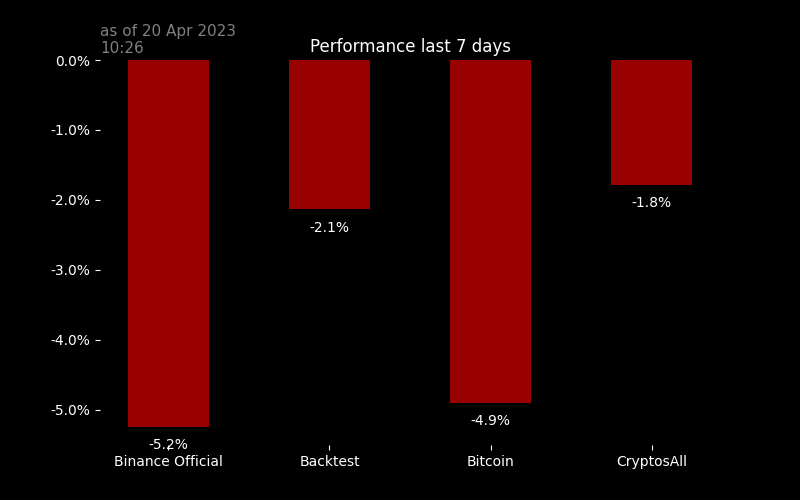 as of 20 Apr 2023
10:26
Performance last 7 days
0.0%
-1.0%
-2.0%
-3.0%
-4.0%
-5.0%
-5.2%
-2.1%
-4.9%
-1.8%
Binance Official
Backtest
Bitcoin
CryptosAll